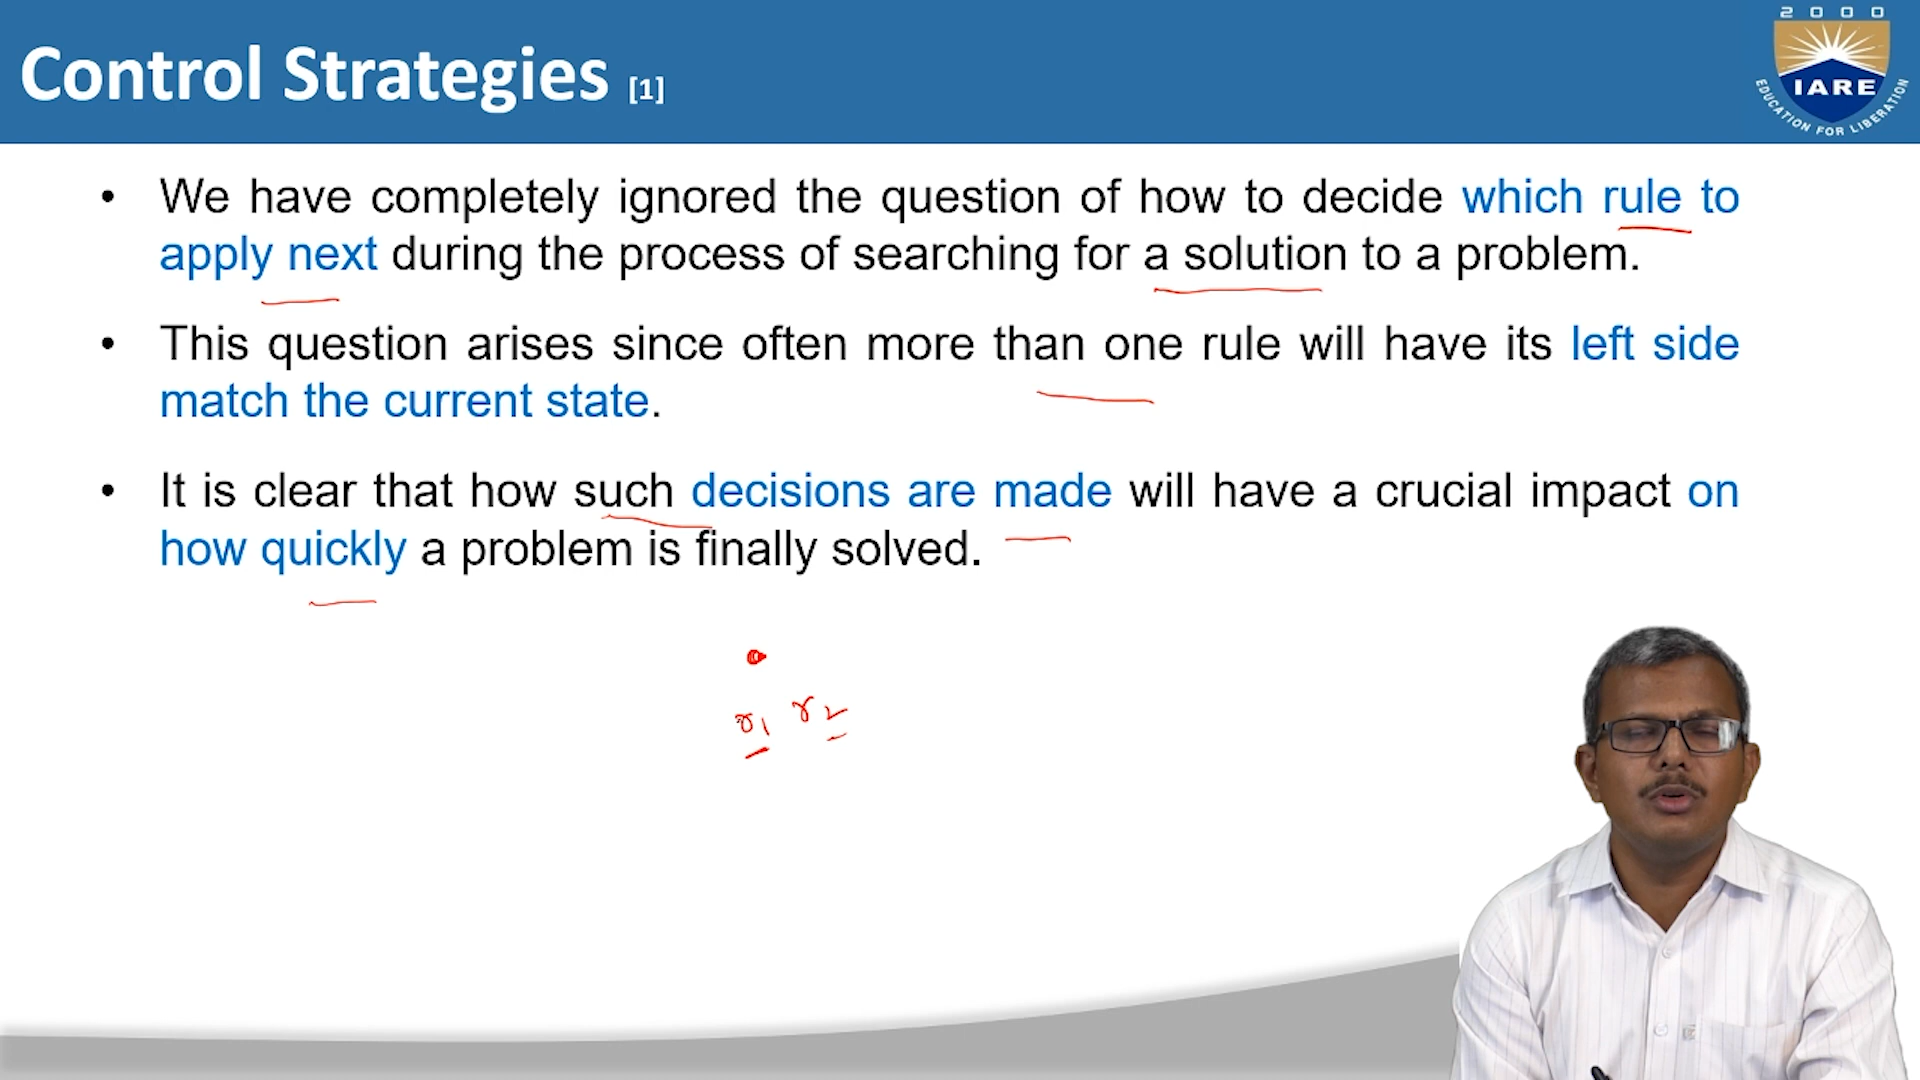 Control Strategies [1]
2000
IARE
EDUCATION FOR LIBERATION
• We have completely ignored the question of how to decide which rule to
apply next during the process of searching for a solution to a problem.
• This question arises since often more than one rule will have its left side
match the current state.
• It is clear that how such decisions are made will have a crucial impact on
how quickly a problem is finally solved.
r1 r2